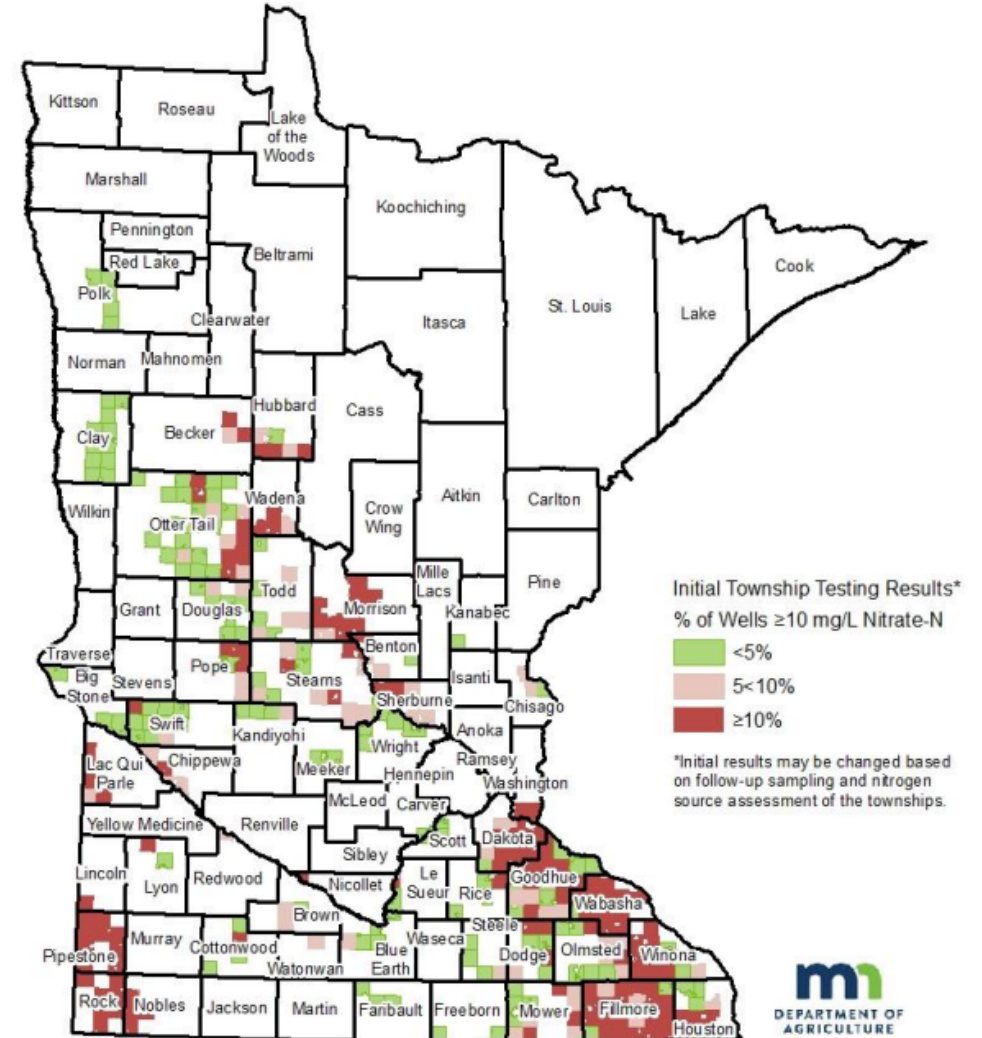 Kittson
Roseau
Lake
of the
Woods
Marshall
Koochiching
Pennington
Beltrami
Red Lake
Cook
Polk
St. Louis
Lake
Clearwater
Itasca
Norman
Mahnomen
Hubbard
Cass
Clay
Becker
Wadena
Aitkin
Carlton
Wilkin
Crow
Wing
Otter Tail
Mille
Lacs
Pine
Todd
Grant
Douglas
Morrison
Kanabec
Benton
Traverse
Pope
Big
Stone
Stevens
Stearns
Isanti
Sherburne
Chisago
Swift
Anoka
Kandiyohi
Wright
Ramsey
Lac Qui
Parle
Chippewa
Meeker
Hennepin
Washington
McLeod
Carver
Yellow Medicine
Renville
Scott
Dakota
Sibley
Lincoln
Lyon
Redwood
Nicollet
Le
Sueur
Rice
Goodhue
Wabasha
Brown
Steele
Pipestone
Murray
Cottonwood
Watonwan
Blue
Earth
Waseca
Dodge
Olmsted
Winona
Rock
Nobles
Jackson
Martin
Faribault
Freeborn
Mower
Fillmore
Houston
Initial Township Testing Results*
% of Wells ≥10 mg/L Nitrate-N
<5%
5<10%
≥10%
*Initial results may be changed based
on follow-up sampling and nitrogen
source assessment of the townships.
mn
DEPARTMENT OF
AGRICULTURE